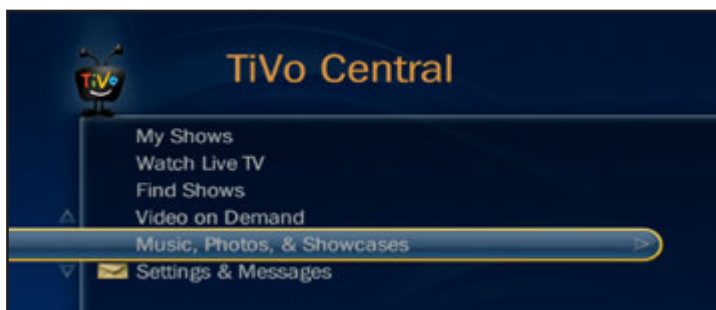 TiVo
TiVo Central
My Shows
Watch Live TV
Find Shows
Video on Demand
Music, Photos, & Showcases
Settings & Messages